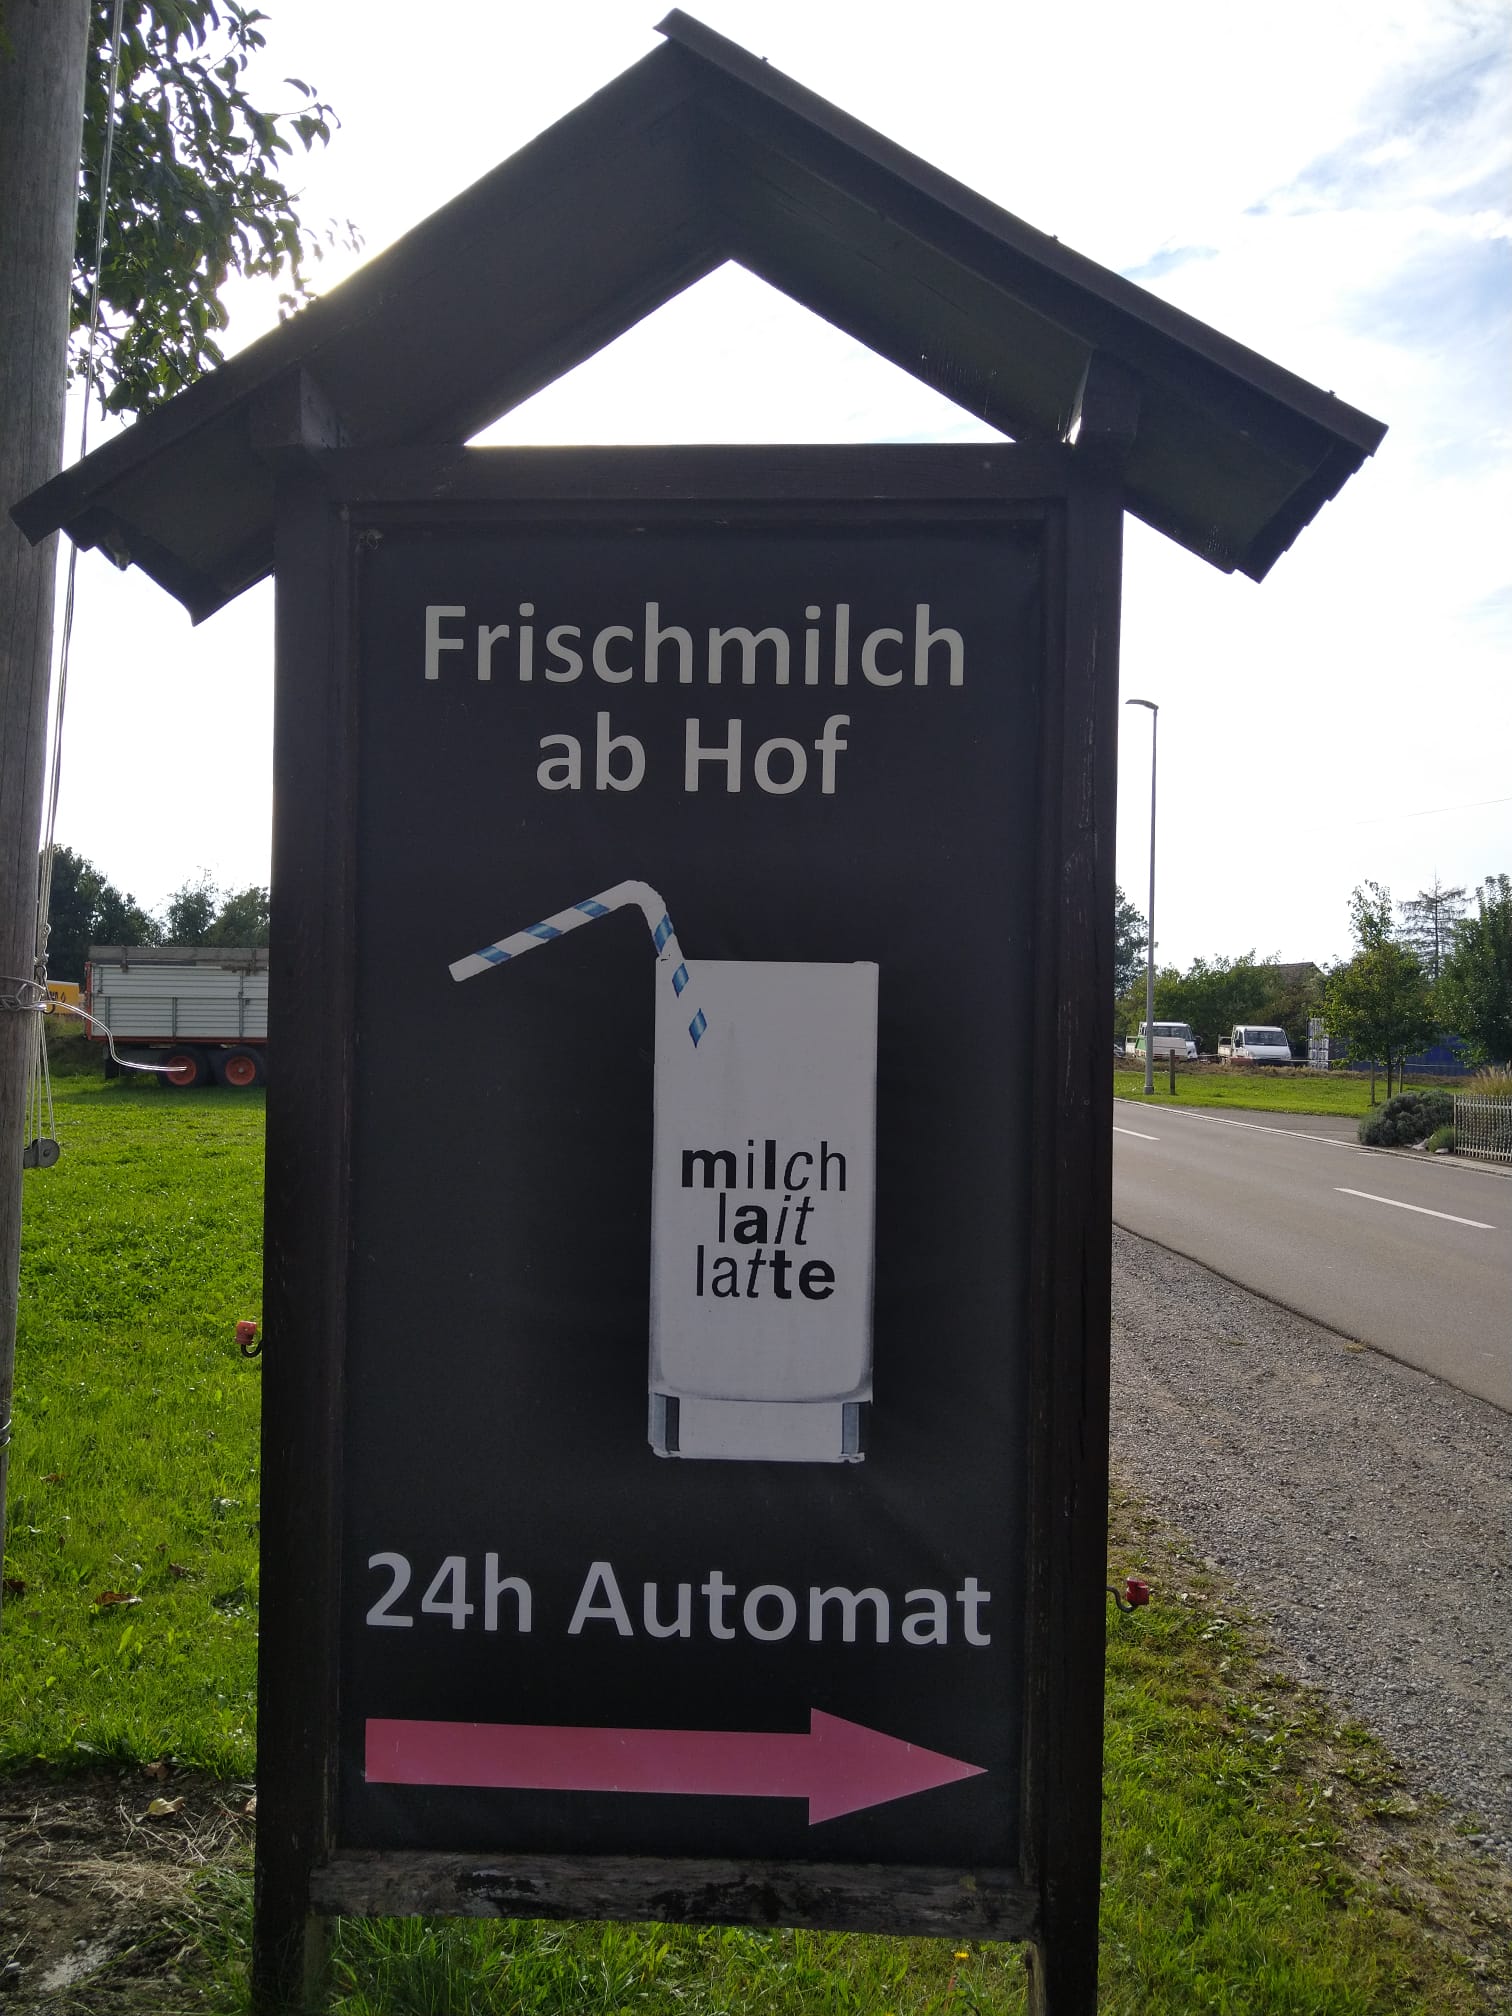 Frischmilch
ab Hof
milch
lait
latte
24h Automat